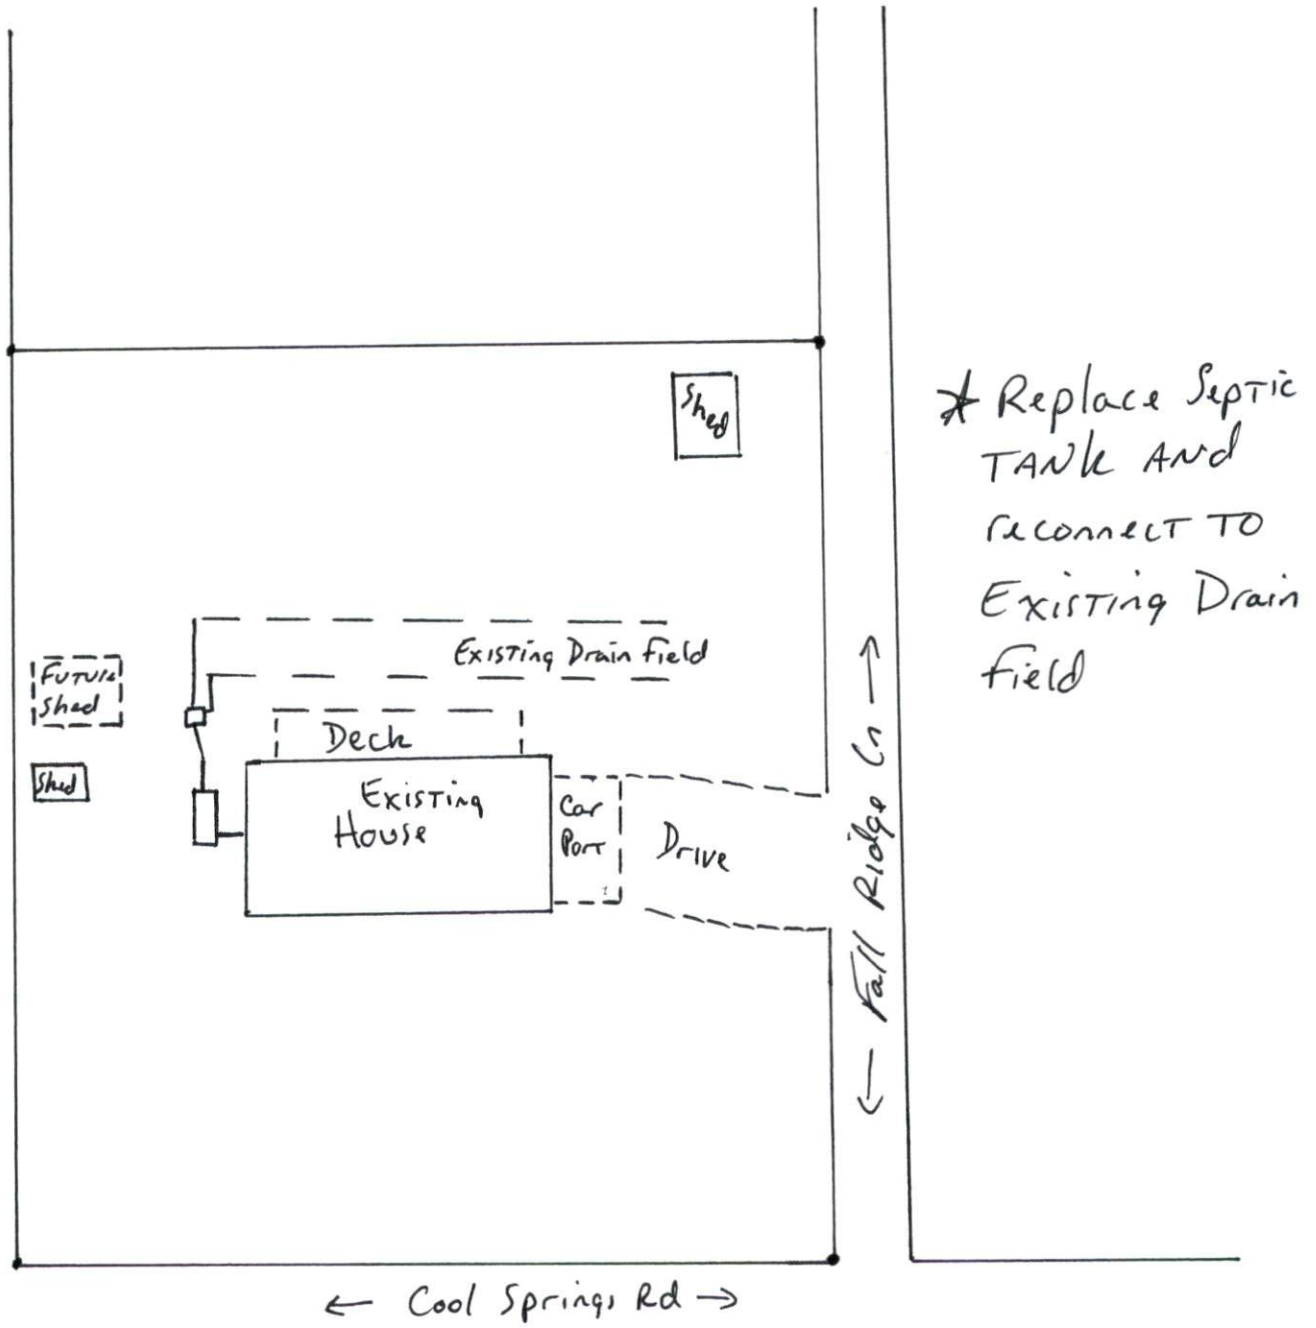 Shed
* Replace Septic
TANK AND
reconnect TO
Existing Drain
Field
Existing Drain Field
Future
Shed
Deck
Shed
Existing
House
Car
Port
Drive
← Fall Ridge Ln →
← Cool Springs Rd →